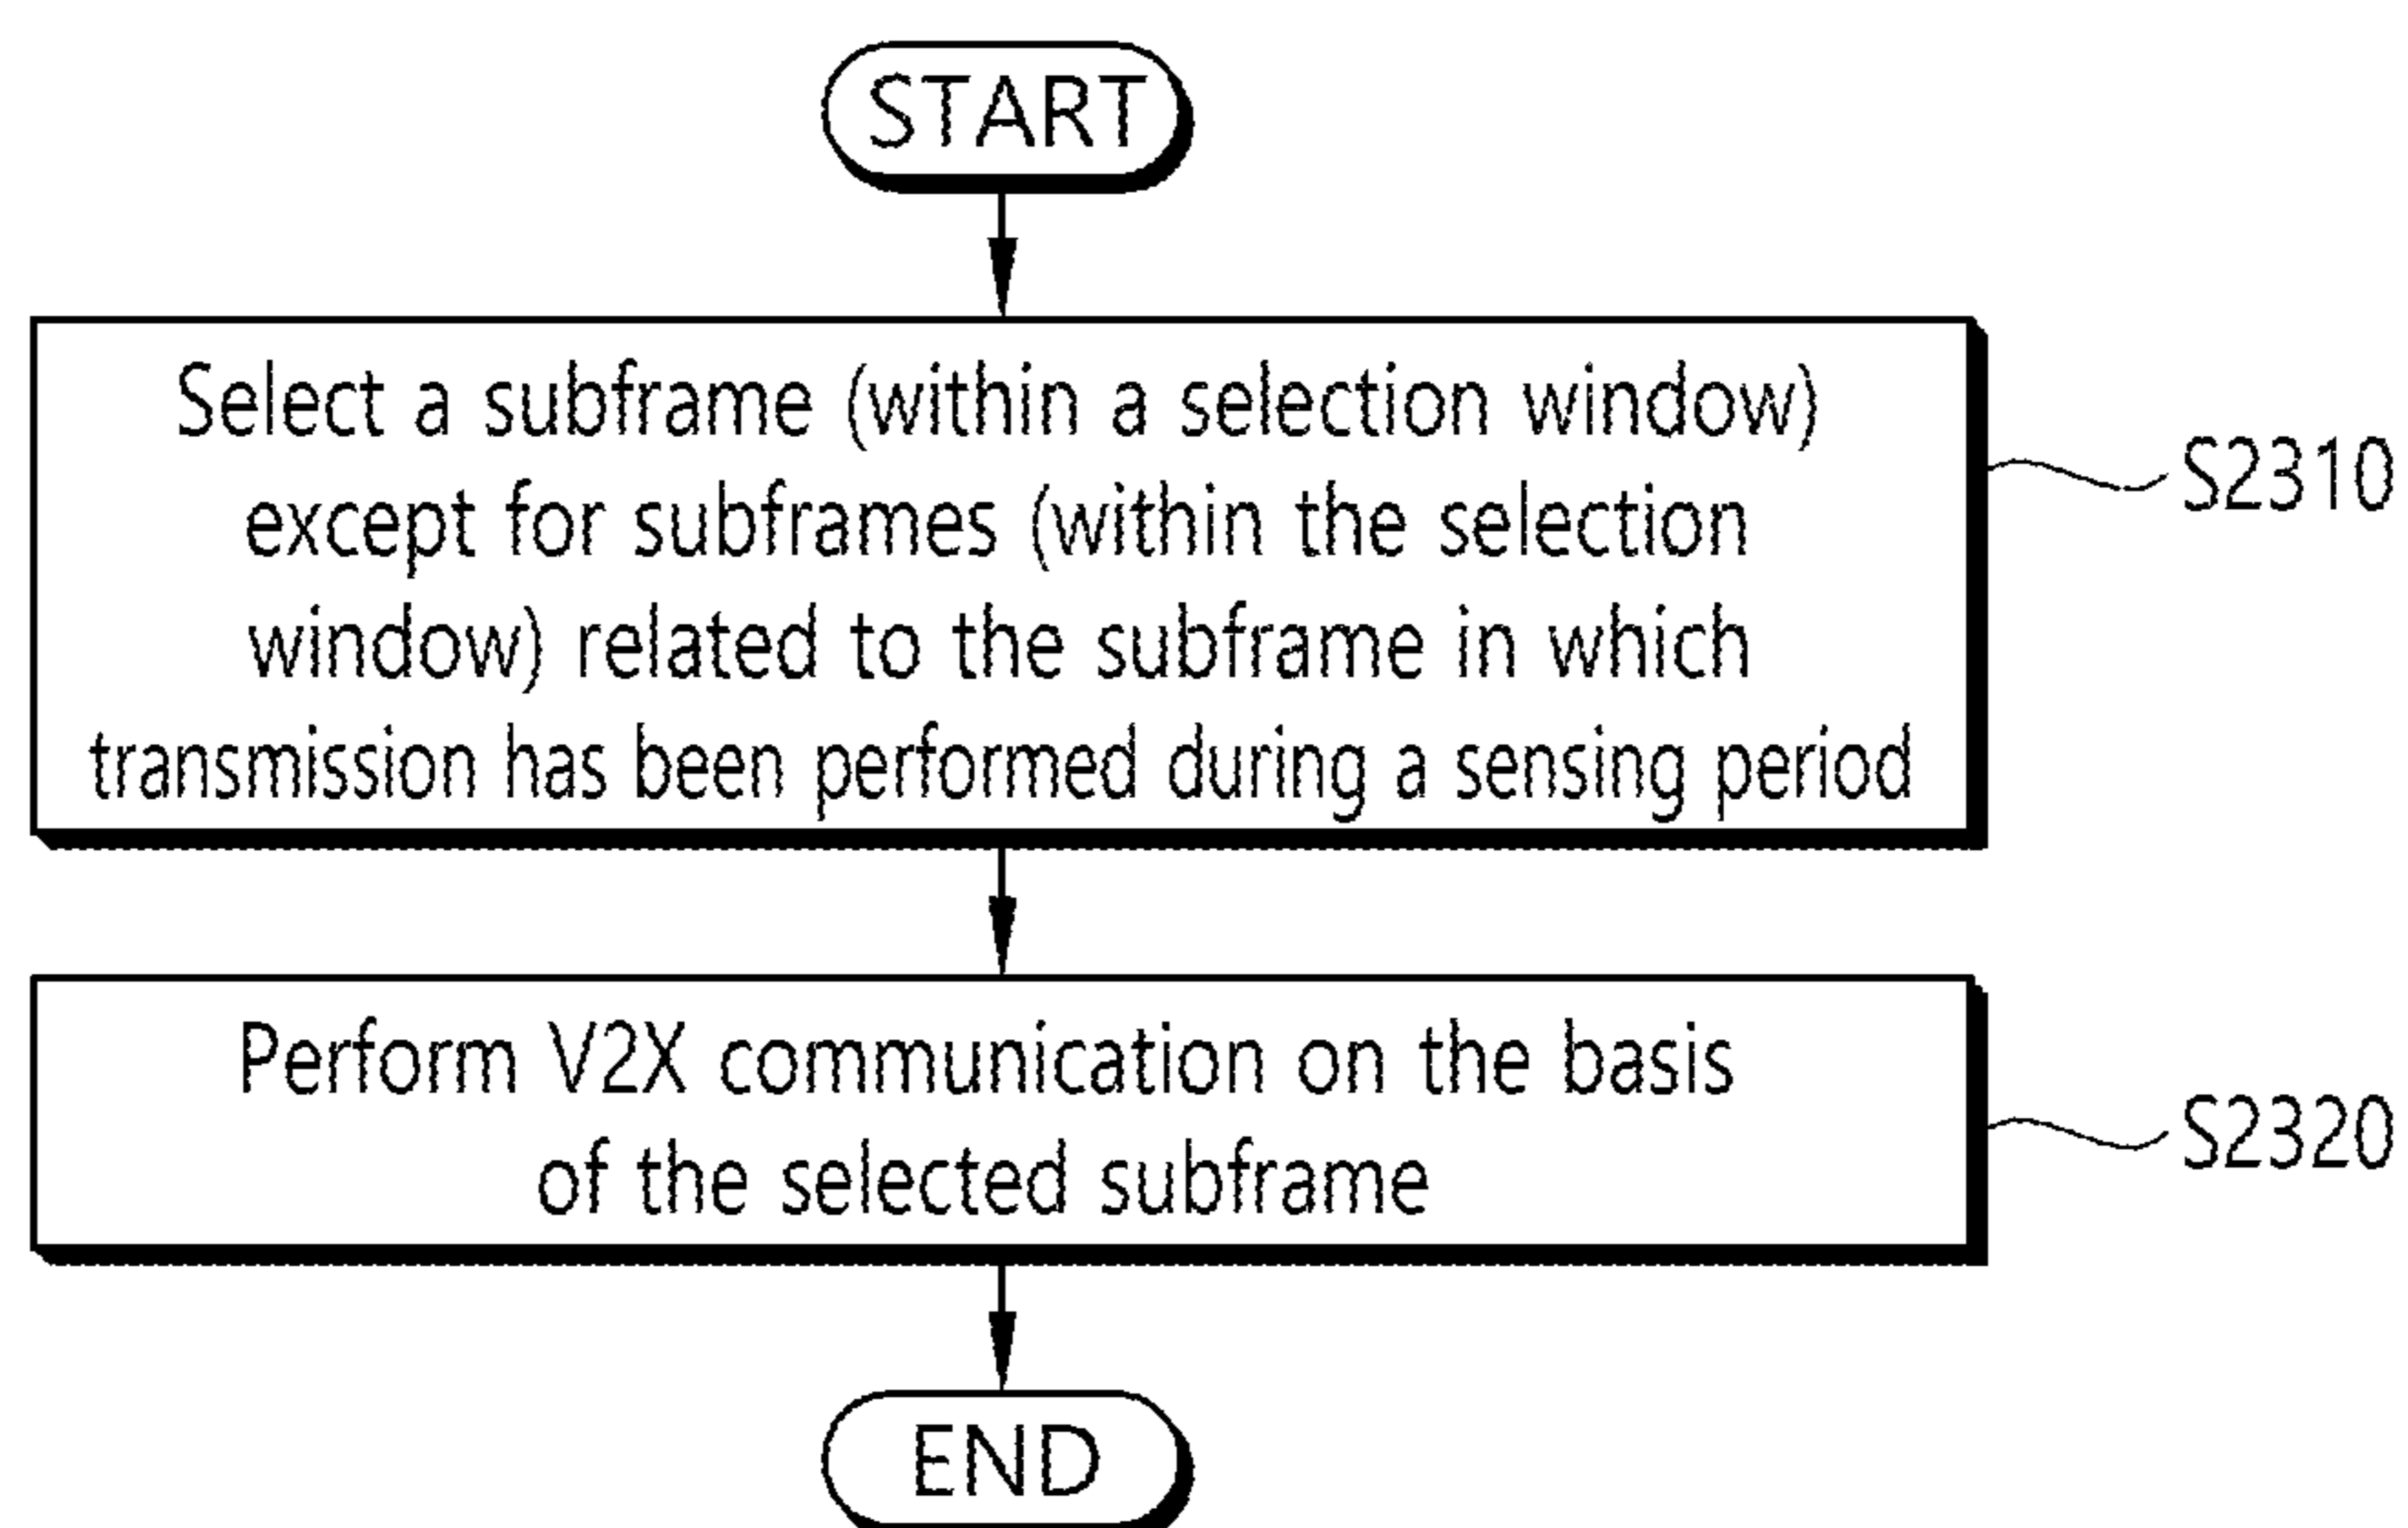 START
Select a subframe (within a selection window)
except for subframes (within the selection
window) related to the subframe in which
transmission has been performed during a sensing period
S2310
Perform V2X communication on the basis
of the selected subframe
S2320
END